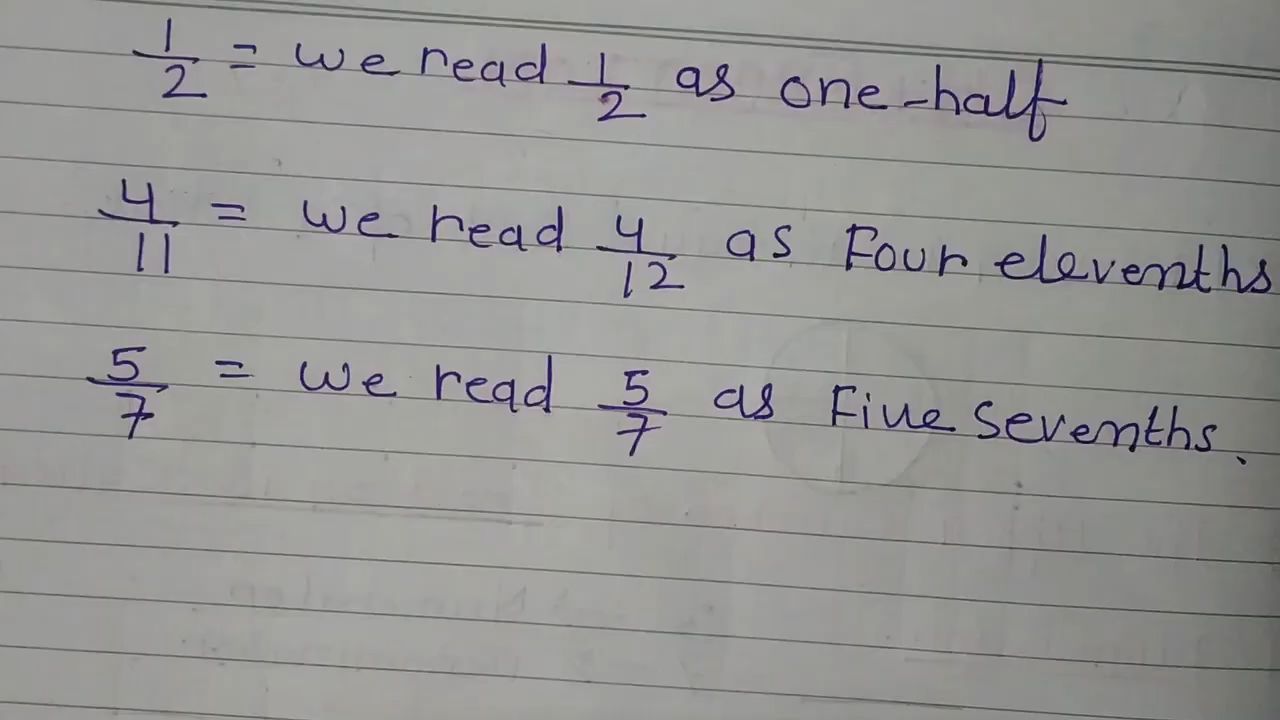 1/2 = we read 1/2 as one-half
4/11 = we read 4/12 as Four elevenths
5/7 = we read 5/7 as Five sevenths.